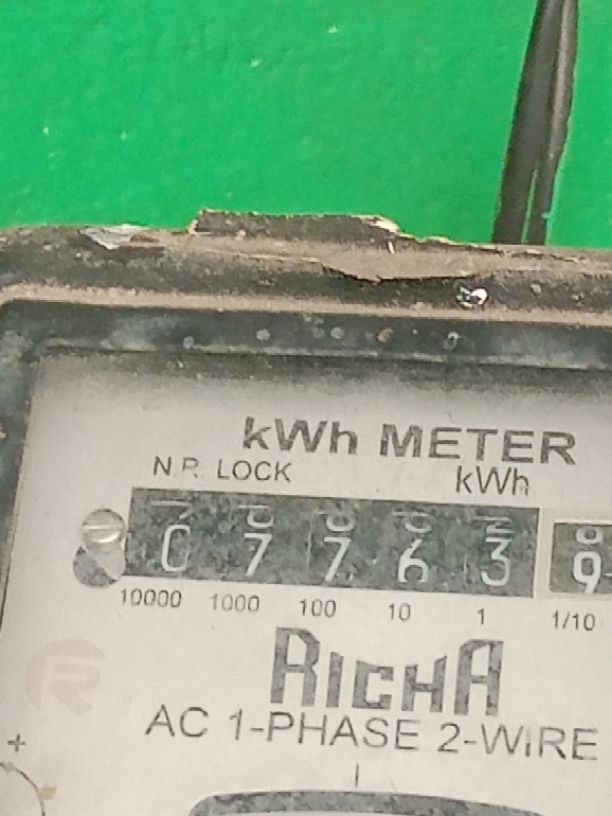 kWh METER
N.P. LOCK kWh
0 7 7 6 3 9
10000 1000 100 10 1 1/10
RICHA
AC 1-PHASE 2-WIRE
+